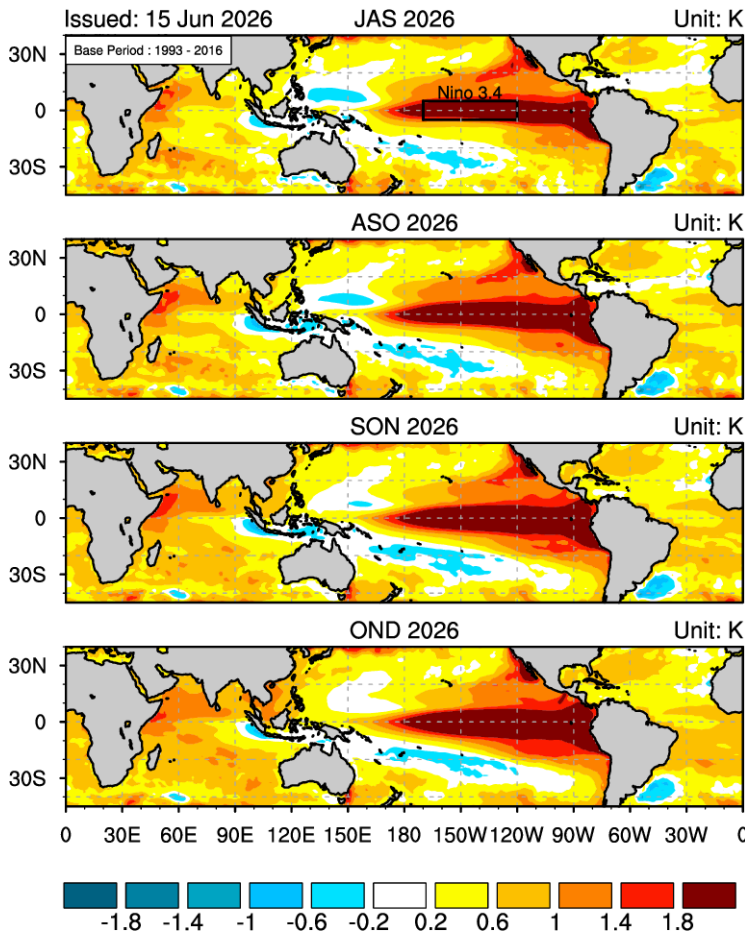 Issued: 15 Jun 2026 JAS 2026 Unit: K
Base Period : 1993 - 2016
30N
Nino 3.4
0
30S
ASO 2026 Unit: K
30N
0
30S
SON 2026 Unit: K
30N
0
30S
OND 2026 Unit: K
30N
0
30S
0 30E 60E 90E 120E 150E 180 150W 120W 90W 60W 30W 0
-1.8 -1.4 -1 -0.6 -0.2 0.2 0.6 1 1.4 1.8